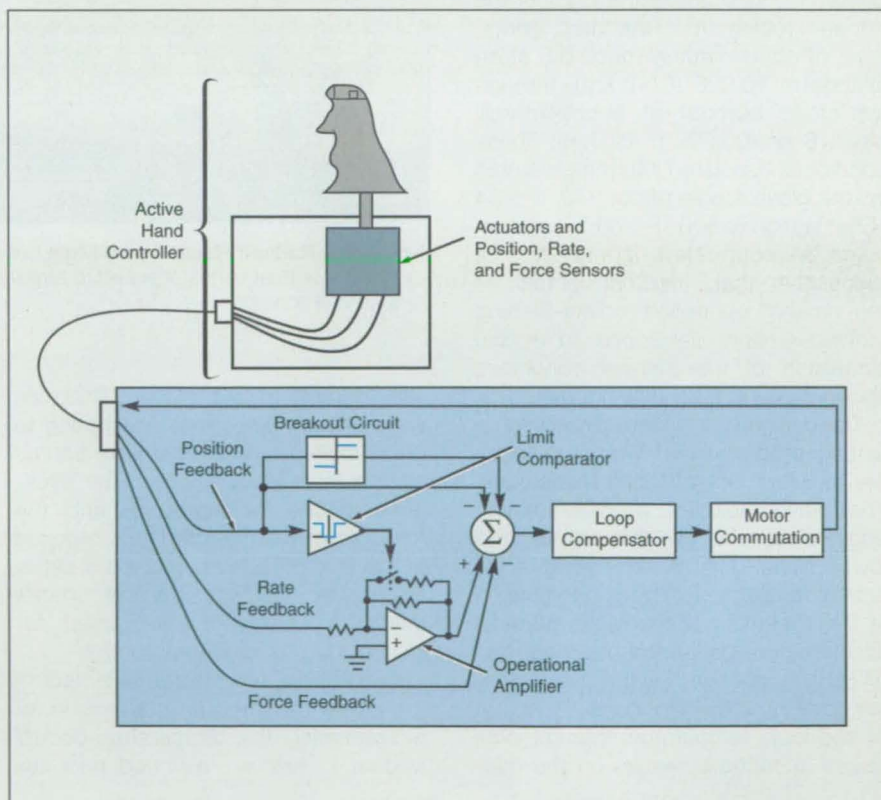 Active
Hand
Controller
Actuators and
Position, Rate,
and Force Sensors
Breakout Circuit
Limit
Comparator
Position
Feedback
Σ
Loop
Compensator
Motor
Commutation
Rate
Feedback
Operational
Amplifier
Force Feedback